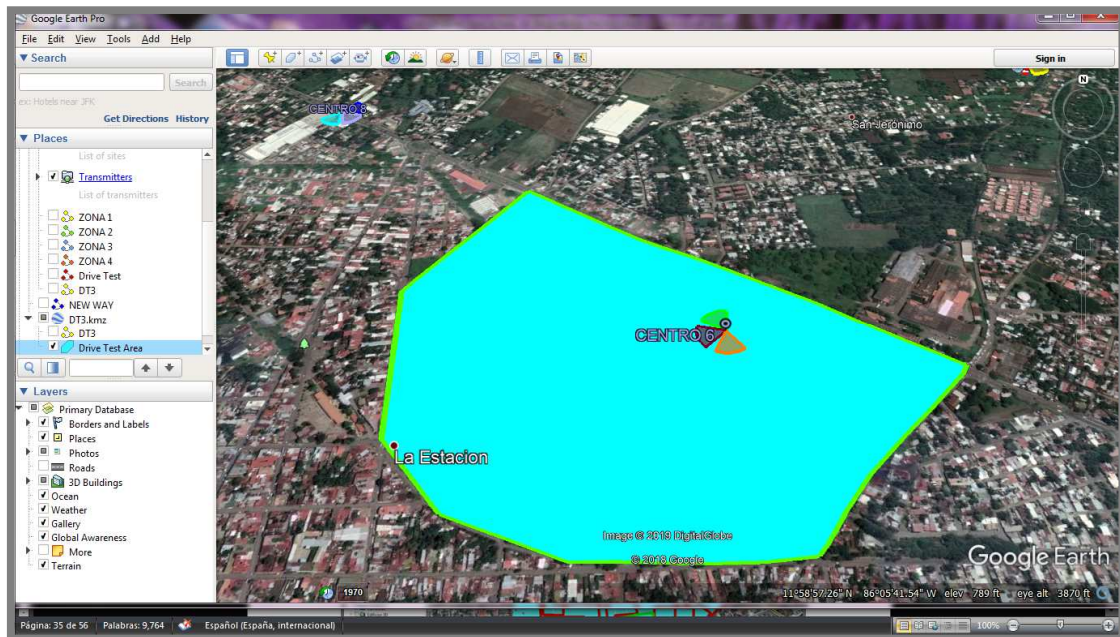 Google Earth Pro
File Edit View Tools Add Help
▼ Search
Search
ex: Hotels near JFK
Get Directions History
▼ Places
List of sites
Transmitters
List of transmitters
ZONA 1
ZONA 2
ZONA 3
ZONA 4
Drive Test
DT3
NEW WAY
DT3.kmz
DT3
Drive Test Area
▼ Layers
Primary Database
Borders and Labels
Places
Photos
Roads
3D Buildings
Ocean
Weather
Gallery
Global Awareness
More
Terrain
Sign in
N
CENTRO 8
San Jerónimo
CENTRO 6
La Estacion
Image © 2019 DigitalGlobe
© 2018 Google
Google Earth
1970
11°58'57.26" N 86°05'41.54" W elev 789 ft eye alt 3870 ft
Página: 35 de 56 Palabras: 9,764 Español (España, internacional) 100%